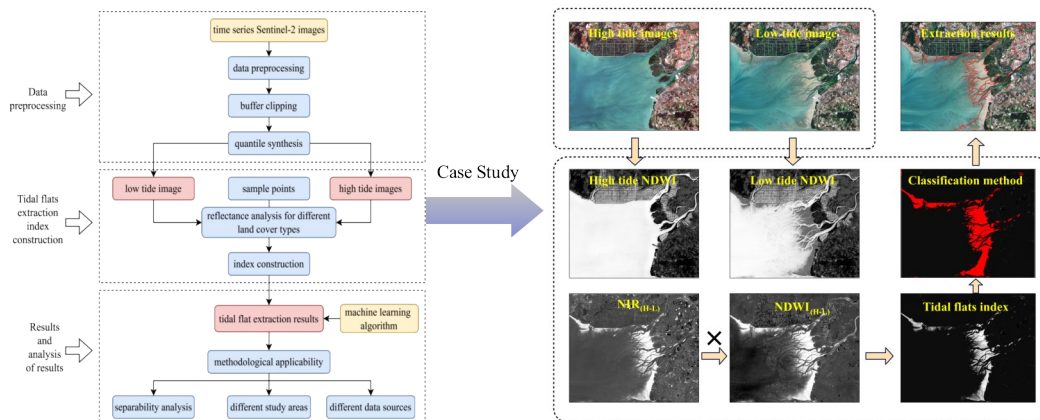 time series Sentinel-2 images
data preprocessing
Data
preprocessing
buffer clipping
quantile synthesis
low tide image
sample points
high tide images
Tidal flats
extraction
index
construction
reflectance analysis for different
land cover types
index construction
tidal flat extraction results
machine learning
algorithm
Results
and
analysis
of results
methodological applicability
separability analysis
different study areas
different data sources
Case Study
High tide images
Low tide image
Extraction results
High tide NDWI
Low tide NDWI
Classification method
NIR(H-L)
×
NDWI(H-L)
Tidal flats index